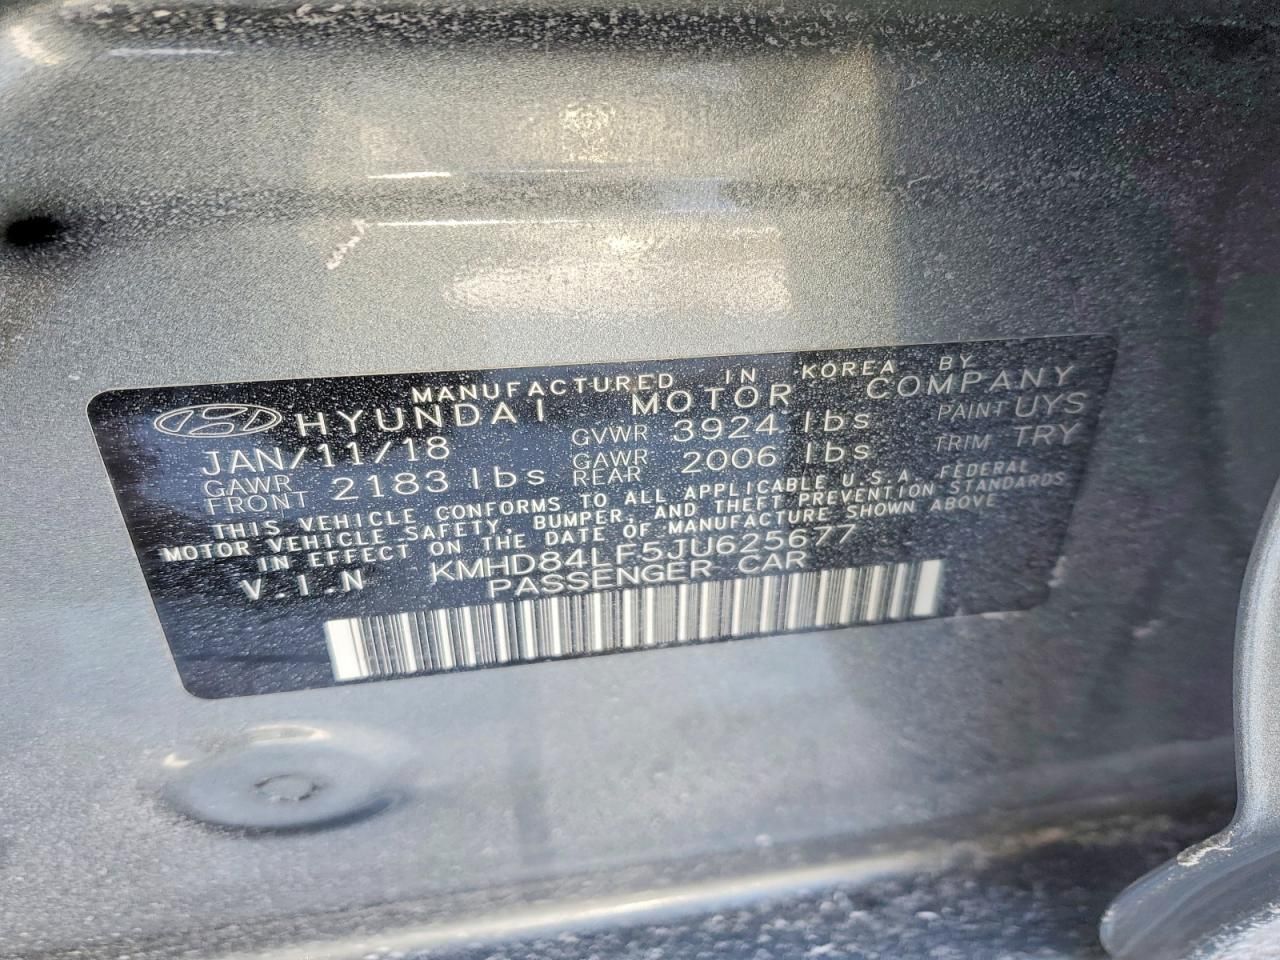 MANUFACTURED IN KOREA BY
HYUNDAI MOTOR COMPANY
JAN/11/18 GVWR 3924 lbs PAINT UYS
GAWR FRONT 2183 lbs GAWR REAR 2006 lbs TRIM TRY
THIS VEHICLE CONFORMS TO ALL APPLICABLE U.S.A. FEDERAL
MOTOR VEHICLE SAFETY, BUMPER, AND THEFT PREVENTION STANDARDS
IN EFFECT ON THE DATE OF MANUFACTURE SHOWN ABOVE
V.I.N KMHD84LF5JU625677
PASSENGER CAR